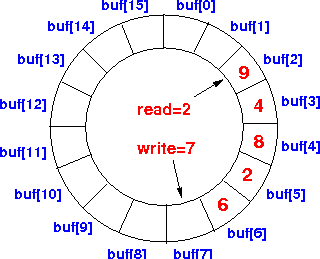 buf[15]
buf[0]
buf[14]
buf[1]
buf[13]
buf[2]
9
buf[12]
read=2
4
buf[3]
write=7
8
buf[4]
buf[11]
2
buf[10]
buf[5]
6
buf[9]
buf[6]
buf[8]
buf[7]